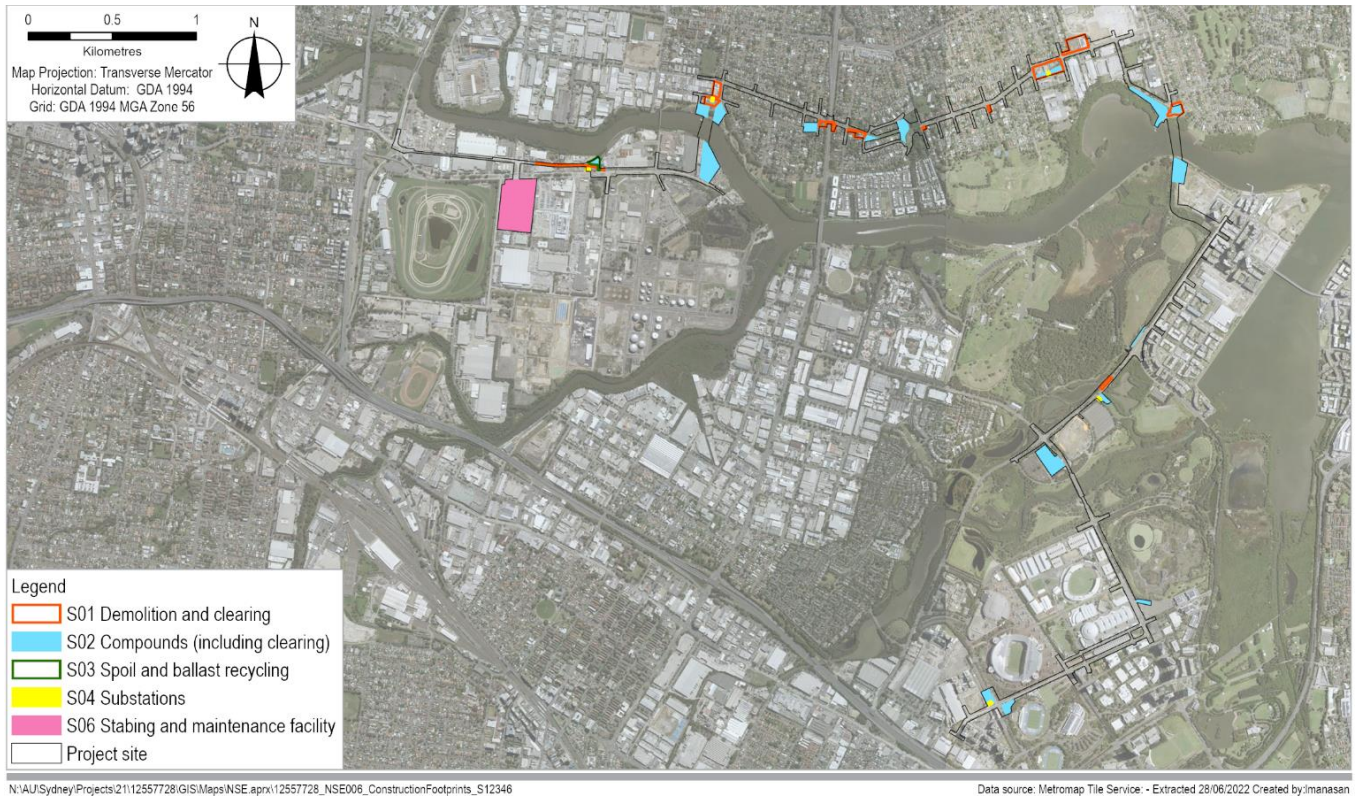 0 0.5 1
Kilometres
N
Map Projection: Transverse Mercator
Horizontal Datum: GDA 1994
Grid: GDA 1994 MGA Zone 56
Legend
S01 Demolition and clearing
S02 Compounds (including clearing)
S03 Spoil and ballast recycling
S04 Substations
S06 Stabing and maintenance facility
Project site
N:\AU\Sydney\Projects\21\12557728\GIS\Maps\NSE.aprx\12557728_NSE006_ConstructionFootprints_S12346
Data source: Metromap Tile Service: - Extracted 28/06/2022 Created by:lmanasan